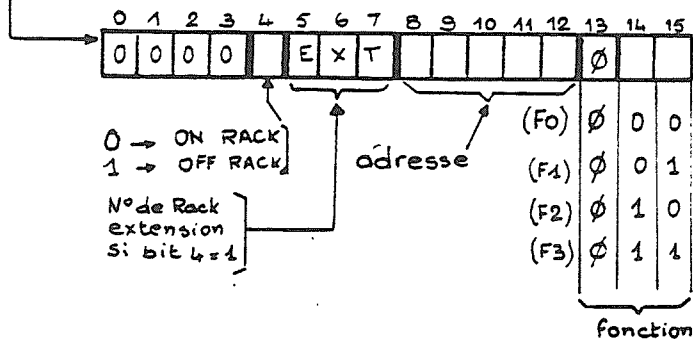 0 1 2 3 4 5 6 7 8 9 10 11 12 13 14 15
0 0 0 0 E X T Ø
0 → ON RACK
1 → OFF RACK
adresse
N° de Rack
extension
Si bit 4 = 1
(F0) Ø 0 0
(F1) Ø 0 1
(F2) Ø 1 0
(F3) Ø 1 1
fonction